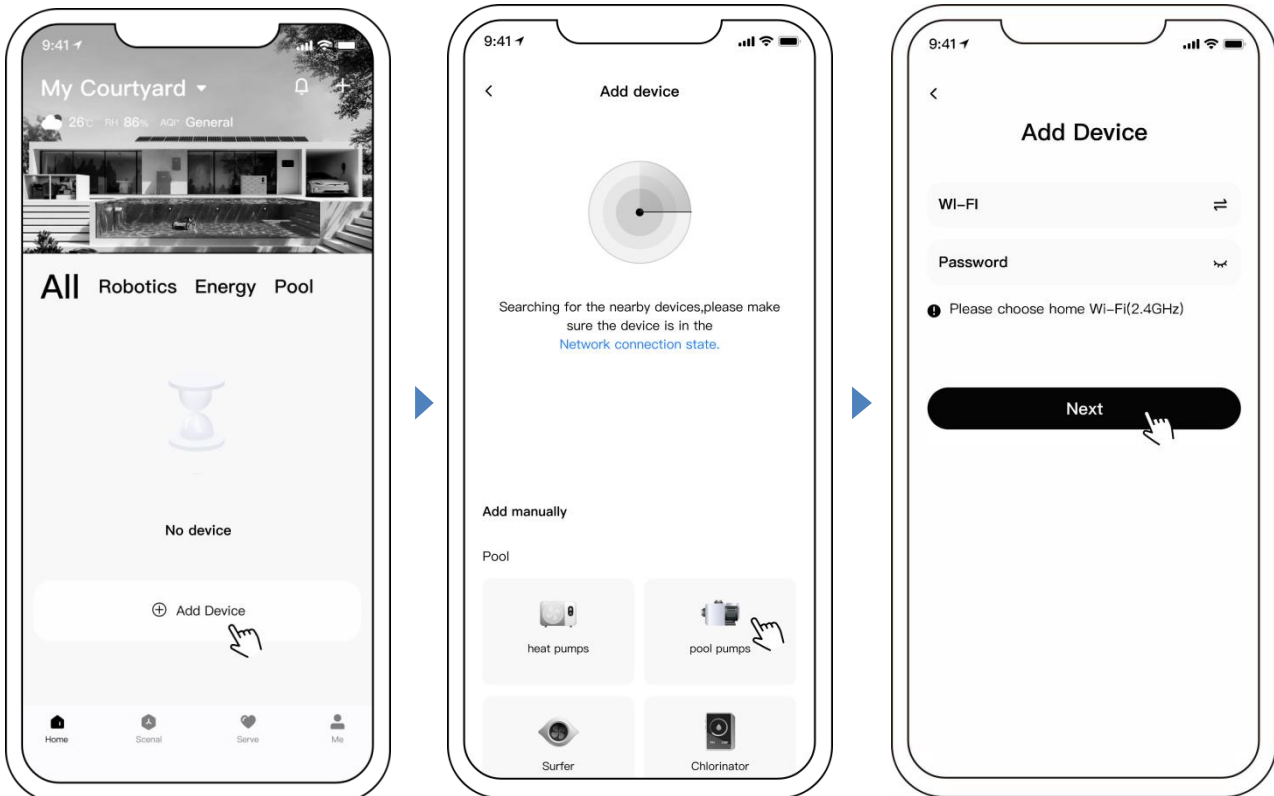 9:41
My Courtyard
26°C RH 86% AQI General
All Robotics Energy Pool
No device
Add Device
Home Scenal Serve Me
9:41
Add device
Searching for the nearby devices,please make
sure the device is in the
Network connection state.
Add manually
Pool
heat pumps pool pumps
Surfer Chlorinator
9:41
Add Device
WI-FI
Password
Please choose home Wi-Fi(2.4GHz)
Next